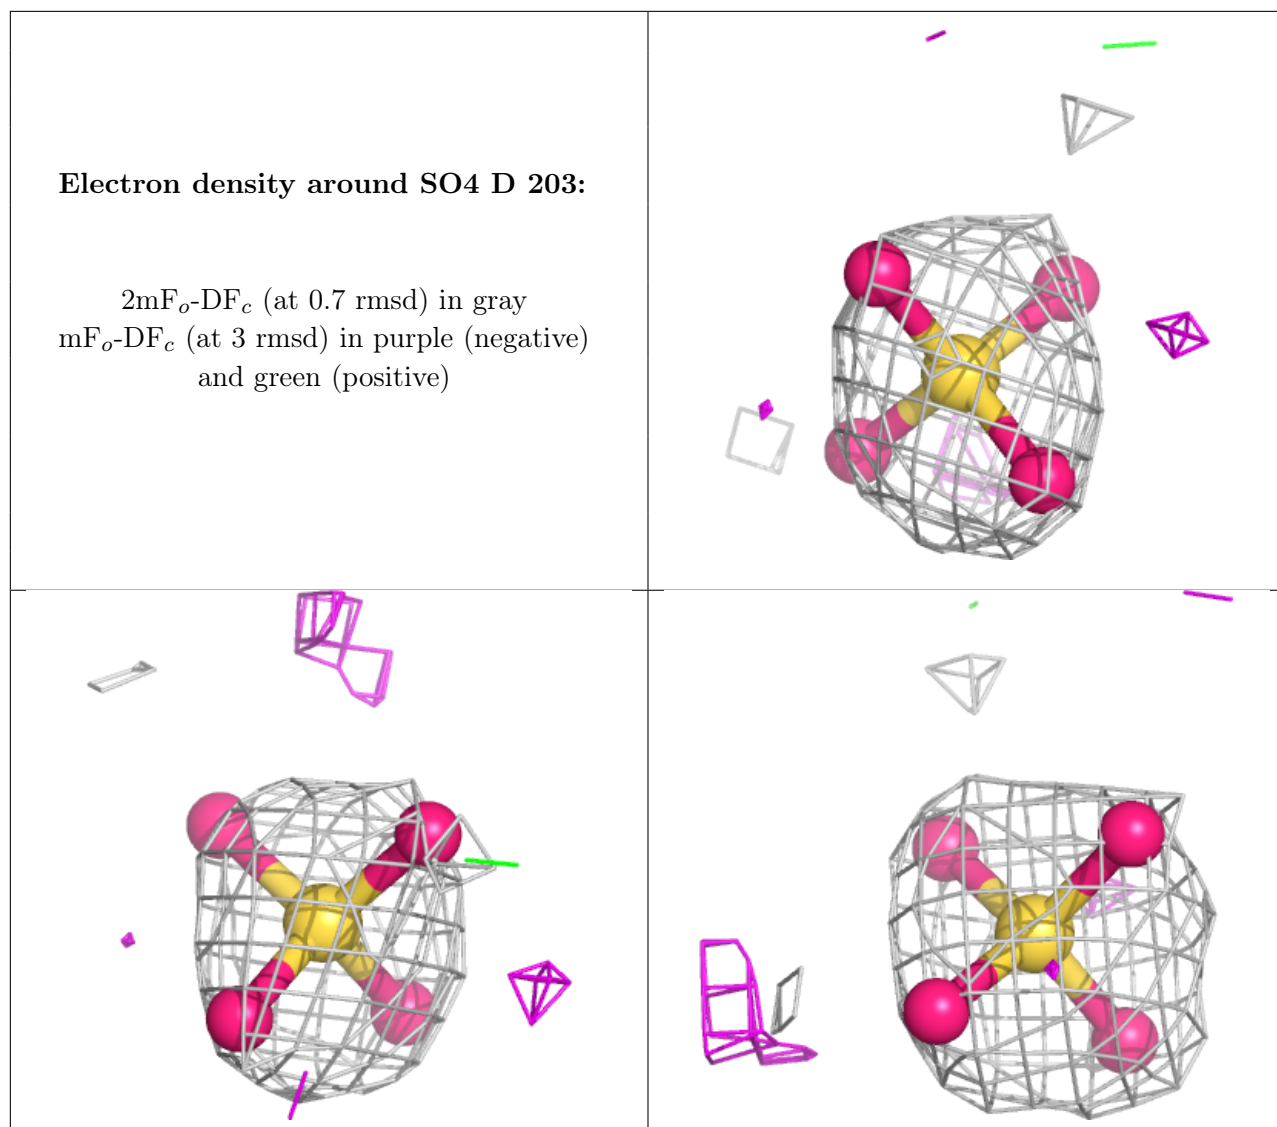 Electron density around SO4 D 203:
2mFo-DFc (at 0.7 rmsd) in gray
mFo-DFc (at 3 rmsd) in purple (negative)
and green (positive)